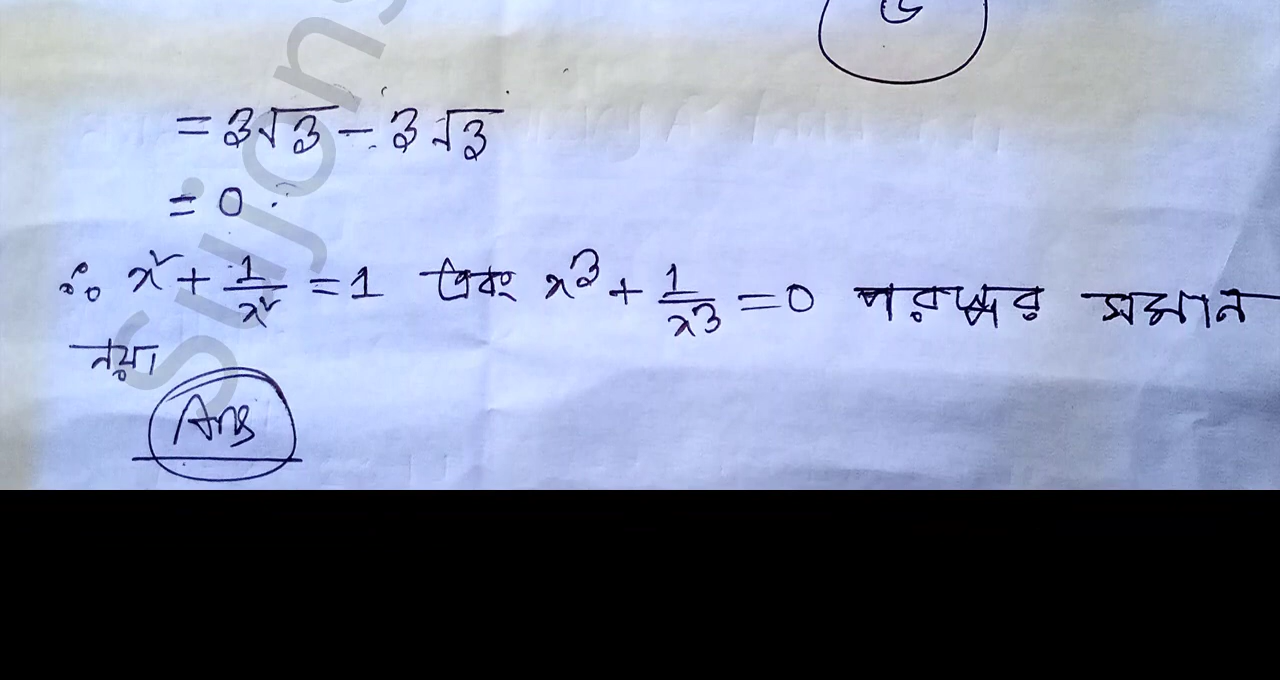 = 3√3 - 3√3
= 0
∴ x² + 1/x² = 1 এবং x³ + 1/x³ = 0 পরস্পর সমান
নয়।
Ans